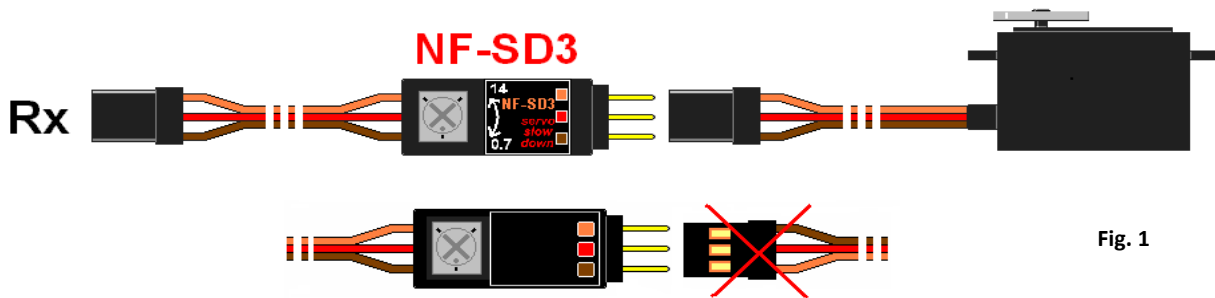 NF-SD3
Rx
14
NF-SD3
servo
slow
0.7 down
Fig. 1